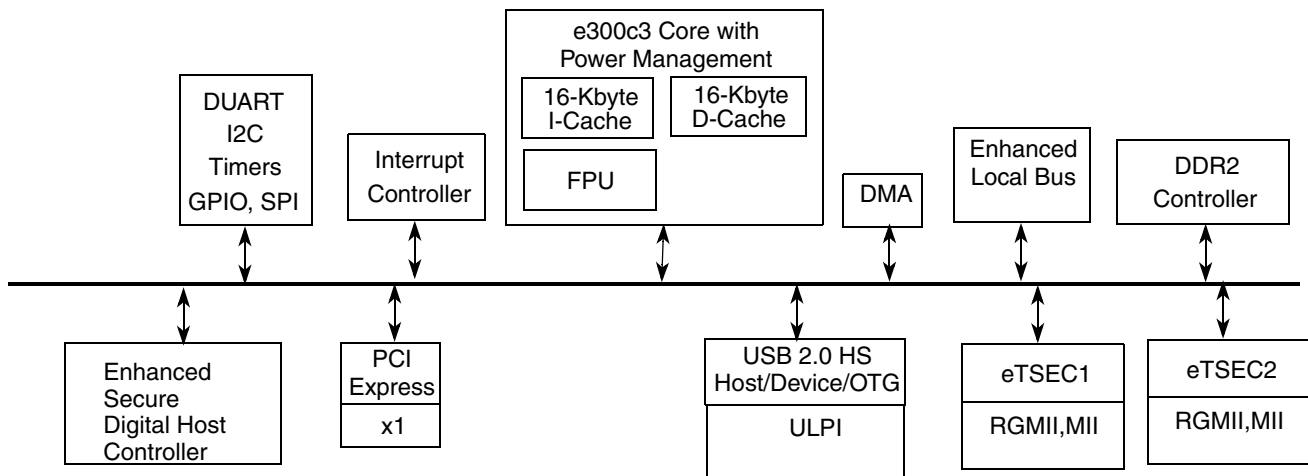 e300c3 Core with
Power Management
16-Kbyte
I-Cache
16-Kbyte
D-Cache
FPU
DUART
I2C
Timers
GPIO, SPI
Interrupt
Controller
DMA
Enhanced
Local Bus
DDR2
Controller
Enhanced
Secure
Digital Host
Controller
PCI
Express
x1
USB 2.0 HS
Host/Device/OTG
ULPI
eTSEC1
RGMII,MII
eTSEC2
RGMII,MII